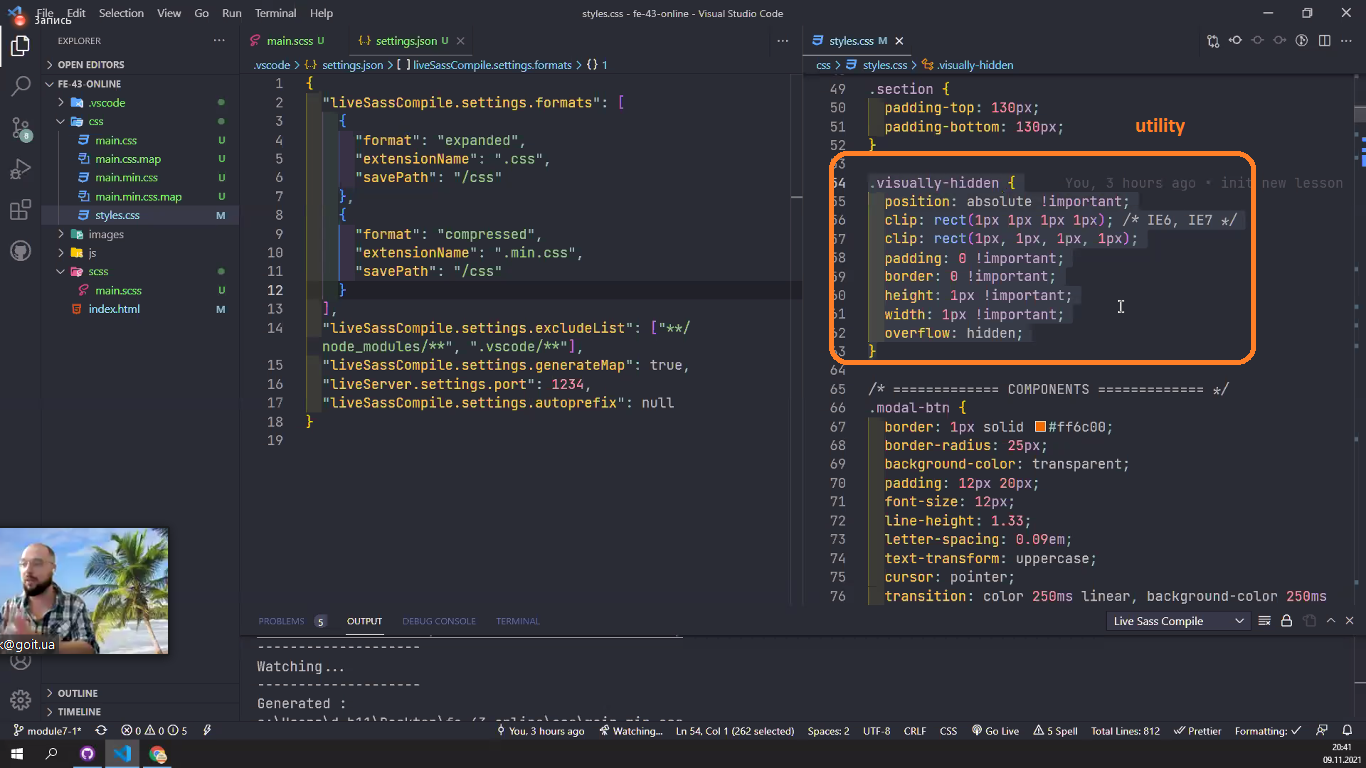 Запись
File Edit Selection View Go Run Terminal Help
styles.css - fe-43-online - Visual Studio Code
EXPLORER
OPEN EDITORS
FE-43-ONLINE
.vscode
css
main.css U
main.css.map U
main.min.css U
main.min.css.map U
styles.css M
images
js
scss
main.scss U
index.html
OUTLINE
TIMELINE
8
k@goit.ua
main.scss U
settings.json U
.vscode > settings.json > [ ] liveSassCompile.settings.formats > {} 1
1 {
2 "liveSassCompile.settings.formats": [
3 {
4 "format": "expanded",
5 "extensionName": ".css",
6 "savePath": "/css"
7 },
8 {
9 "format": "compressed",
10 "extensionName": ".min.css",
11 "savePath": "/css"
12 }
13 ],
14 "liveSassCompile.settings.excludeList": ["**/
node_modules/**", ".vscode/**"],
15 "liveSassCompile.settings.generateMap": true,
16 "liveServer.settings.port": 1234,
17 "liveSassCompile.settings.autoprefix": null
18 }
19
styles.css M
css > styles.css > .visually-hidden
49 .section {
50 padding-top: 130px;
51 padding-bottom: 130px;
utility
52 }
53
54 .visually-hidden { You, 3 hours ago • init new lesson
55 position: absolute !important;
56 clip: rect(1px 1px 1px 1px); /* IE6, IE7 */
57 clip: rect(1px, 1px, 1px, 1px);
58 padding: 0 !important;
59 border: 0 !important;
60 height: 1px !important;
61 width: 1px !important;
62 overflow: hidden;
63 }
64
65 /* ============= COMPONENTS ============= */
66 .modal-btn {
67 border: 1px solid #ff6c00;
68 border-radius: 25px;
69 background-color: transparent;
70 padding: 12px 20px;
71 font-size: 12px;
72 line-height: 1.33;
73 letter-spacing: 0.09em;
74 text-transform: uppercase;
75 cursor: pointer;
76 transition: color 250ms linear, background-color 250ms
PROBLEMS 5 OUTPUT DEBUG CONSOLE TERMINAL
Live Sass Compile
--------------------
Watching...
--------------------
Generated :
module7-1* 0 0 5
You, 3 hours ago Watching... Ln 54, Col 1 (262 selected) Spaces: 2 UTF-8 CRLF CSS Go Live 5 Spell Total Lines: 812 Prettier Formating:
20:41
09.11.2021